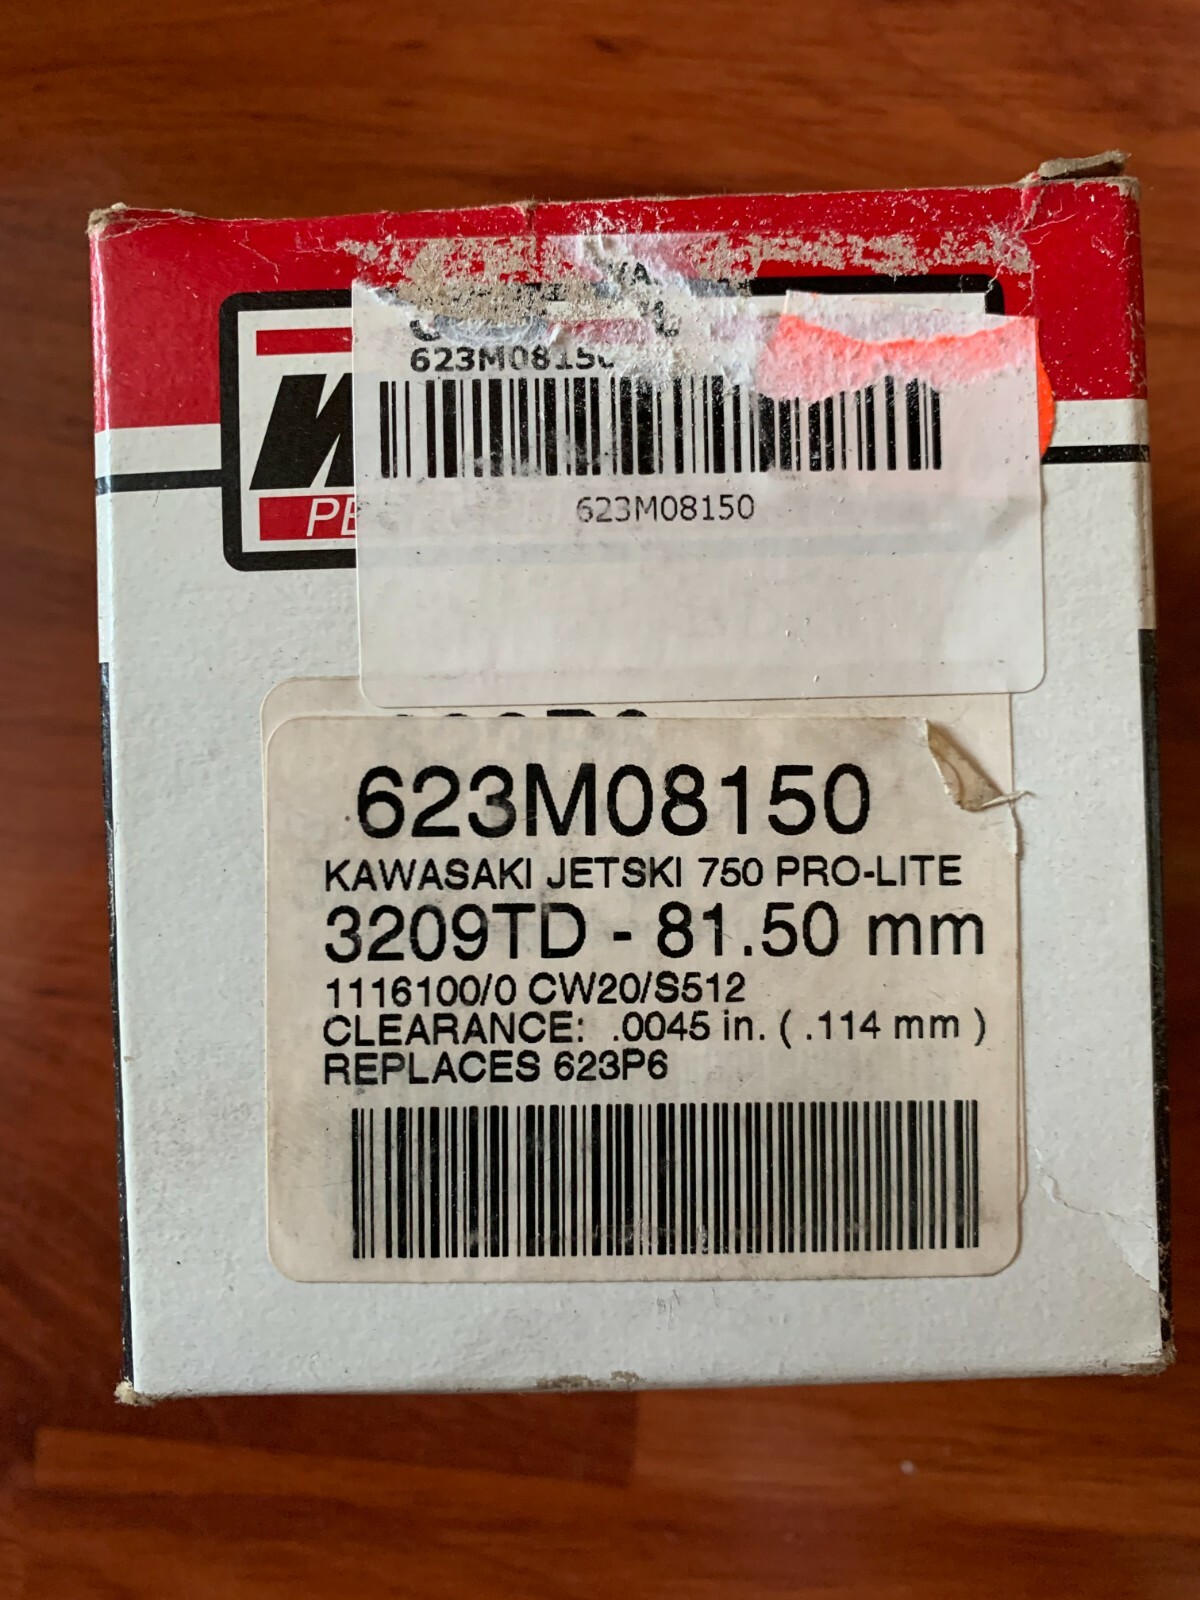 623M08150
623M08150
623M08150
KAWASAKI JETSKI 750 PRO-LITE
3209TD - 81.50 mm
1116100/0 CW20/S512
CLEARANCE: .0045 in. ( .114 mm )
REPLACES 623P6